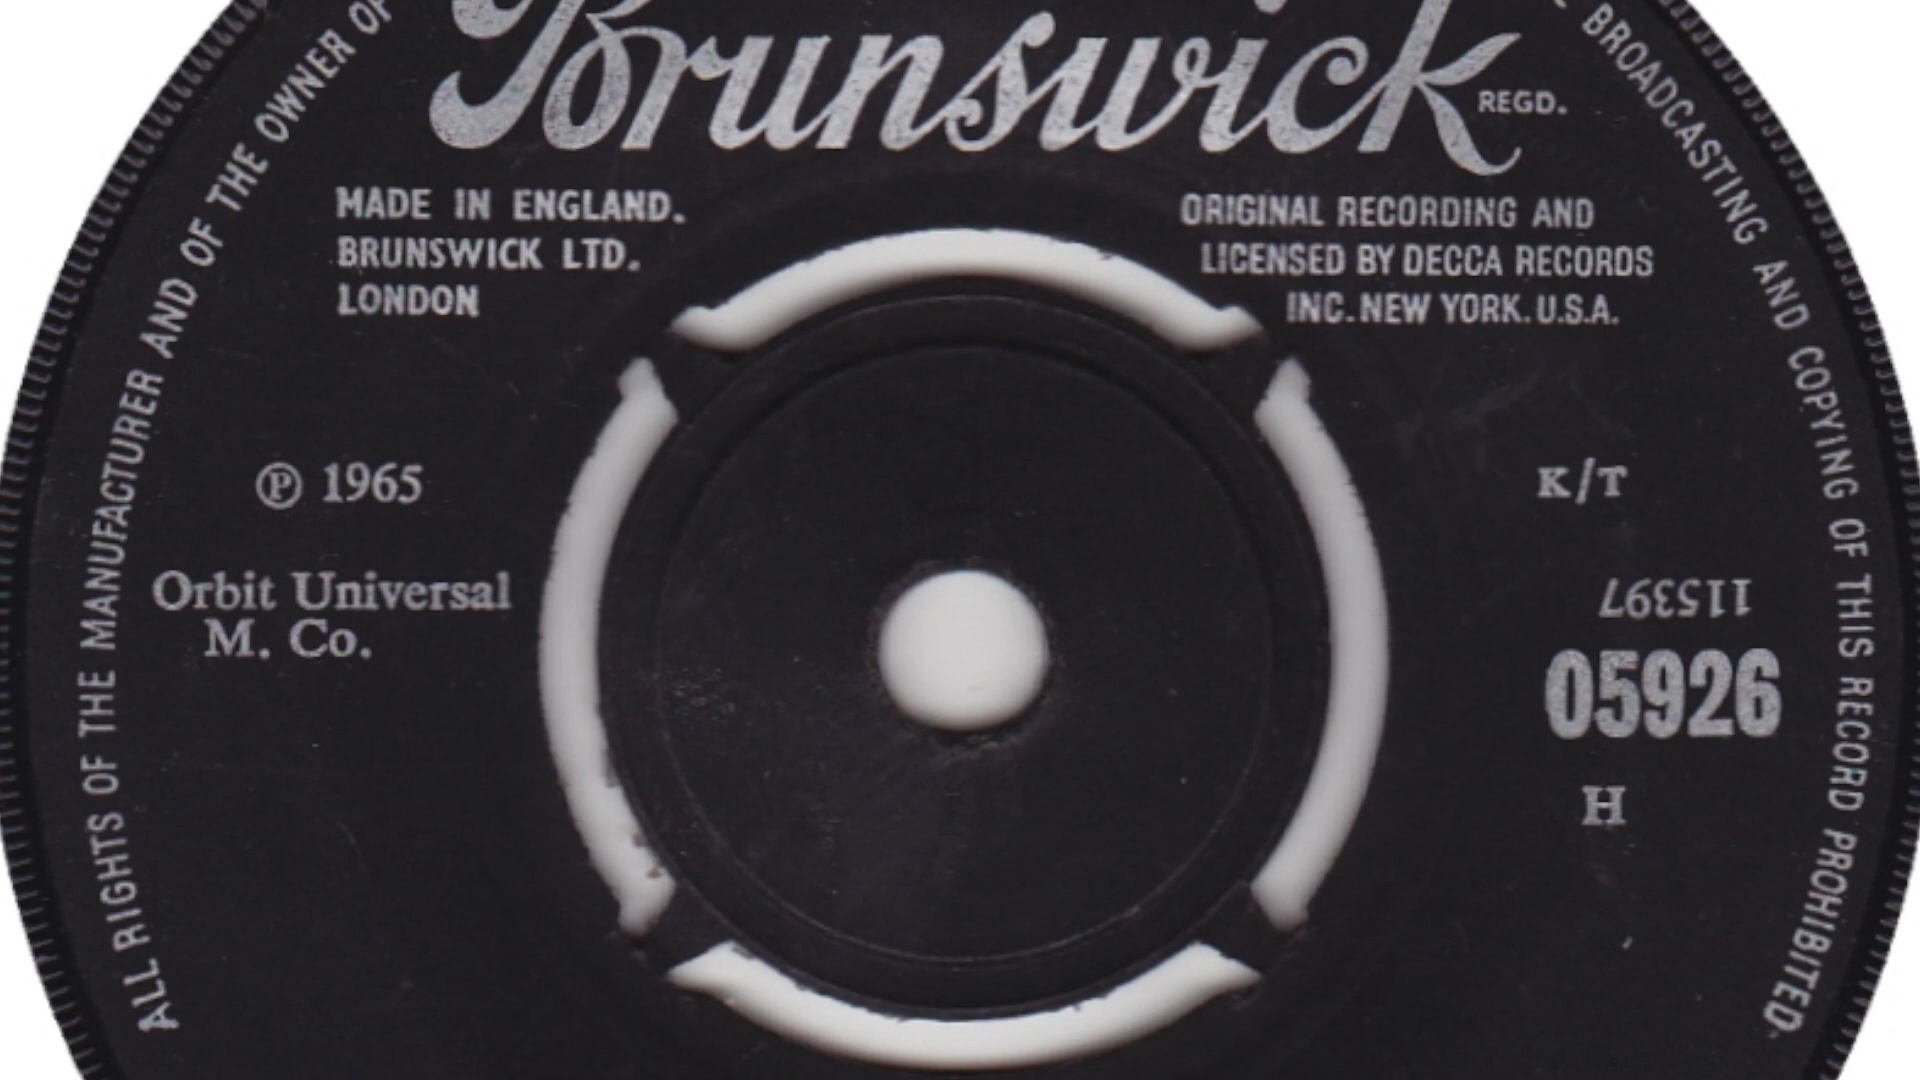 Brunswick REGD.
MADE IN ENGLAND.
BRUNSWICK LTD.
LONDON
ORIGINAL RECORDING AND
LICENSED BY DECCA RECORDS
INC. NEW YORK. U.S.A.
℗ 1965
Orbit Universal
M. Co.
K/T
115397
05926
H
ALL RIGHTS OF THE MANUFACTURER AND OF THE OWNER OF
BROADCASTING AND COPYING OF THIS RECORD PROHIBITED